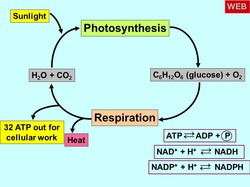 WEB
Sunlight
Photosynthesis
H₂O + CO₂
C₆H₁₂O₆ (glucose) + O₂
Respiration
32 ATP out for
cellular work
Heat
ATP ⇄ ADP + Ⓟ
NAD⁺ + H⁺ ⇄ NADH
NADP⁺ + H⁺ ⇄ NADPH